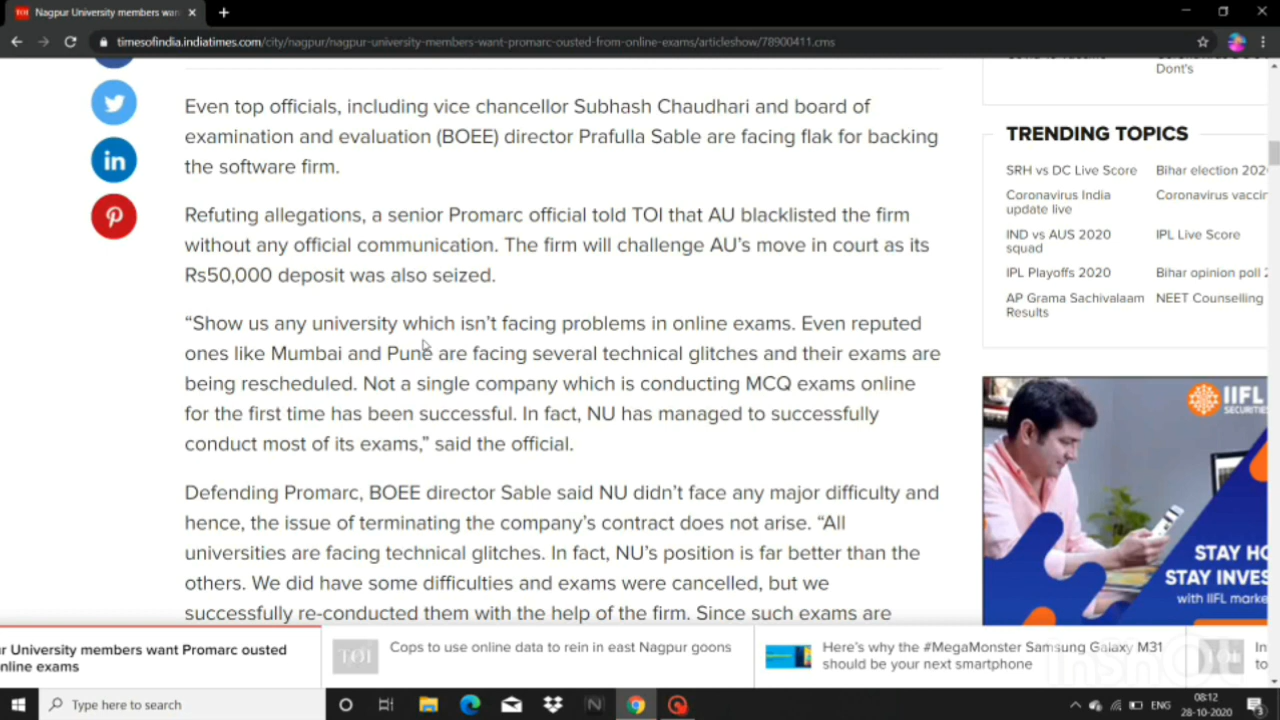 Nagpur University members wan
timesofindia.indiatimes.com/city/nagpur/nagpur-university-members-want-promarc-ousted-from-online-exams/articleshow/78900411.cms
Even top officials, including vice chancellor Subhash Chaudhari and board of
examination and evaluation (BOEE) director Prafulla Sable are facing flak for backing
the software firm.
Refuting allegations, a senior Promarc official told TOI that AU blacklisted the firm
without any official communication. The firm will challenge AU’s move in court as its
Rs50,000 deposit was also seized.
“Show us any university which isn’t facing problems in online exams. Even reputed
ones like Mumbai and Pune are facing several technical glitches and their exams are
being rescheduled. Not a single company which is conducting MCQ exams online
for the first time has been successful. In fact, NU has managed to successfully
conduct most of its exams,” said the official.
Defending Promarc, BOEE director Sable said NU didn’t face any major difficulty and
hence, the issue of terminating the company’s contract does not arise. “All
universities are facing technical glitches. In fact, NU’s position is far better than the
others. We did have some difficulties and exams were cancelled, but we
successfully re-conducted them with the help of the firm. Since such exams are
Dont's
TRENDING TOPICS
SRH vs DC Live Score
Bihar election 202
Coronavirus India
update live
Coronavirus vaccin
IND vs AUS 2020
squad
IPL Live Score
IPL Playoffs 2020
Bihar opinion poll 2
AP Grama Sachivalaam
Results
NEET Counselling
IIFL
SECURITIES
STAY HO
STAY INVES
with IIFL marke
r University members want Promarc ousted
nline exams
TOI
Cops to use online data to rein in east Nagpur goons
Here’s why the #MegaMonster Samsung Galaxy M31
should be your next smartphone
In
to
InShOt
Type here to search
ENG
08:12
28-10-2020